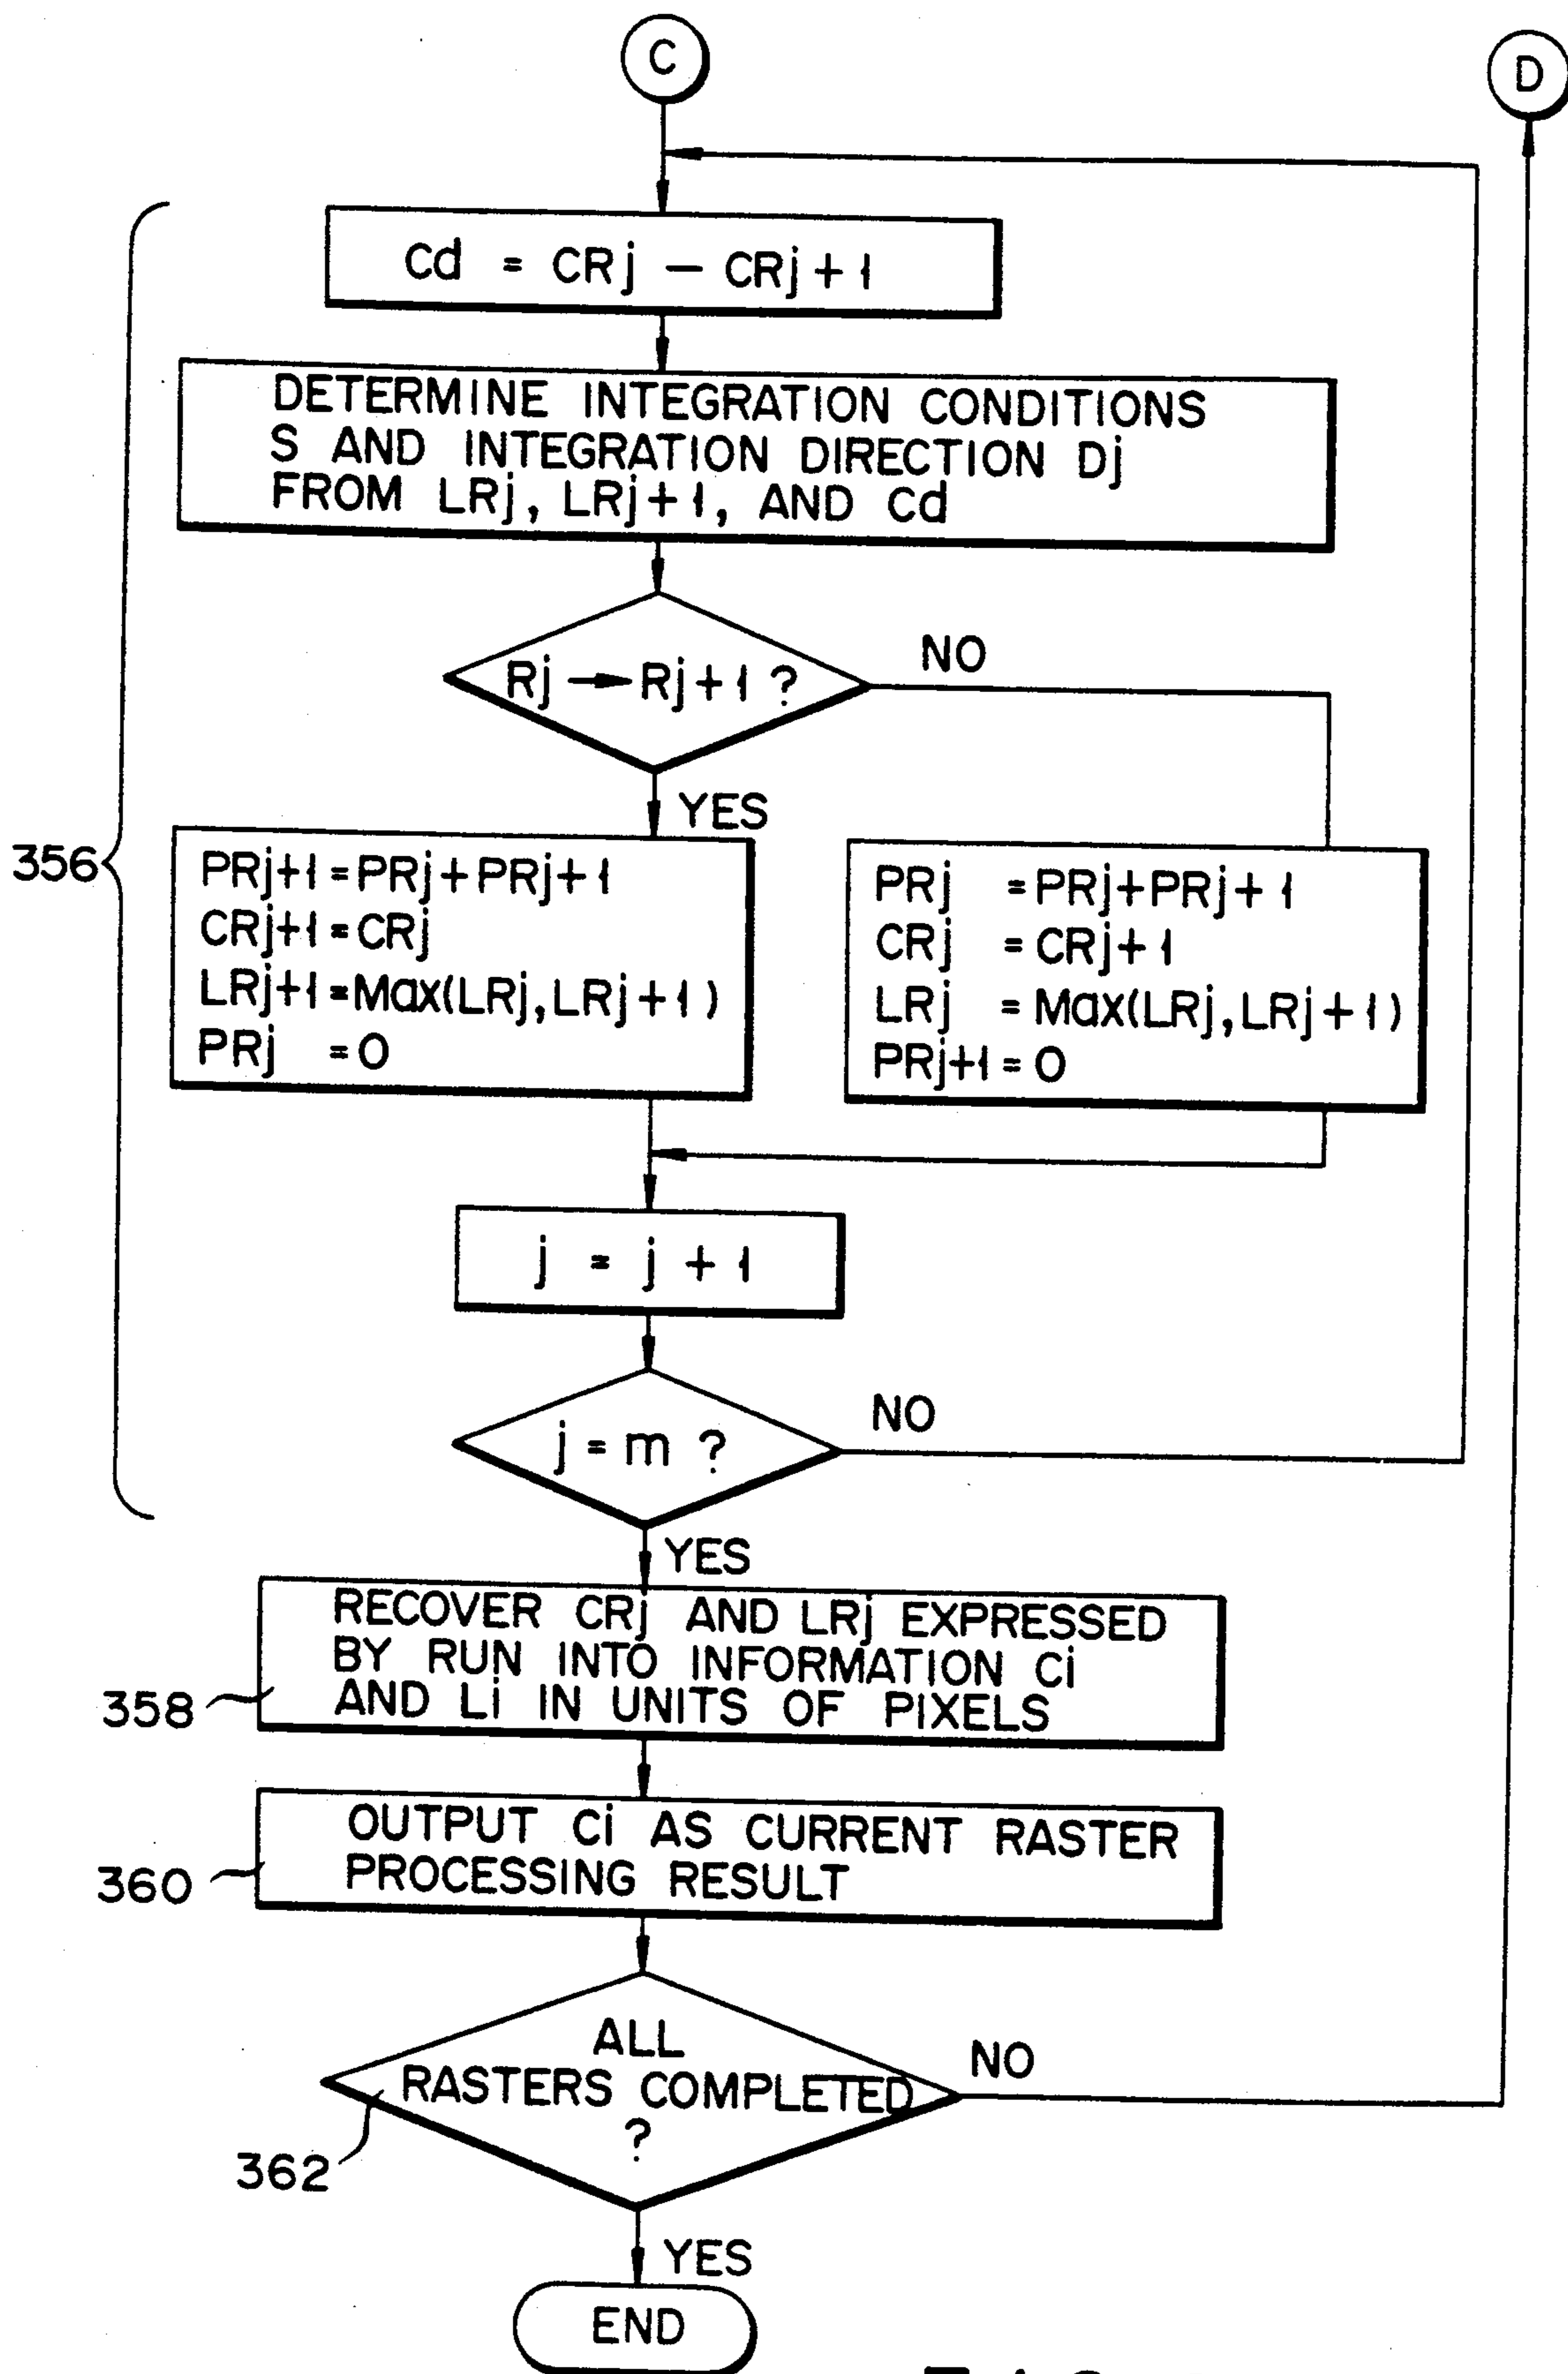 C
D
Cd = CRj − CRj+1
DETERMINE INTEGRATION CONDITIONS
S AND INTEGRATION DIRECTION Dj
FROM LRj, LRj+1, AND Cd
Rj → Rj+1 ?
NO
YES
356
PRj+1 = PRj+PRj+1
CRj+1 = CRj
LRj+1 = Max(LRj,LRj+1)
PRj = 0
PRj = PRj+PRj+1
CRj = CRj+1
LRj = Max(LRj,LRj+1)
PRj+1 = 0
j = j + 1
j = m ?
NO
YES
RECOVER CRj AND LRj EXPRESSED
BY RUN INTO INFORMATION Ci
AND Li IN UNITS OF PIXELS
358
OUTPUT Ci AS CURRENT RASTER
PROCESSING RESULT
360
ALL
RASTERS COMPLETED
?
NO
362
YES
END